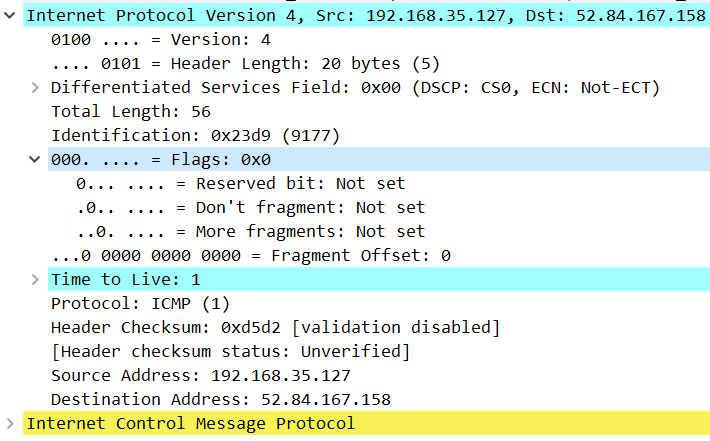 Internet Protocol Version 4, Src: 192.168.35.127, Dst: 52.84.167.158
0100 .... = Version: 4
.... 0101 = Header Length: 20 bytes (5)
Differentiated Services Field: 0x00 (DSCP: CS0, ECN: Not-ECT)
Total Length: 56
Identification: 0x23d9 (9177)
000. .... = Flags: 0x0
0... .... = Reserved bit: Not set
.0.. .... = Don't fragment: Not set
..0. .... = More fragments: Not set
...0 0000 0000 0000 = Fragment Offset: 0
Time to Live: 1
Protocol: ICMP (1)
Header Checksum: 0xd5d2 [validation disabled]
[Header checksum status: Unverified]
Source Address: 192.168.35.127
Destination Address: 52.84.167.158
Internet Control Message Protocol